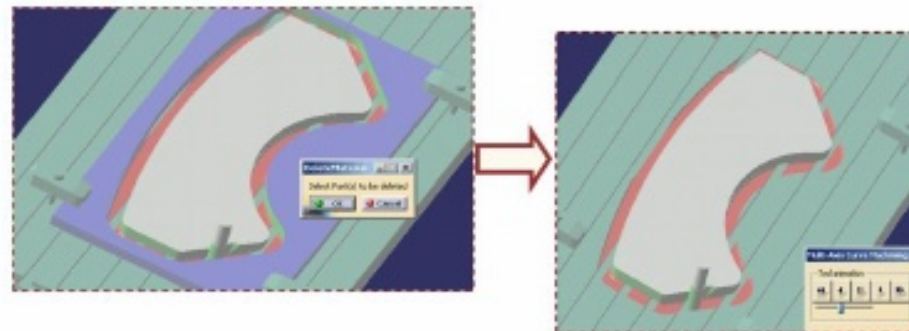 Select Part(s) to be deleted
OK
Cancel
Multi-Axis Curve Machining
Tool animation